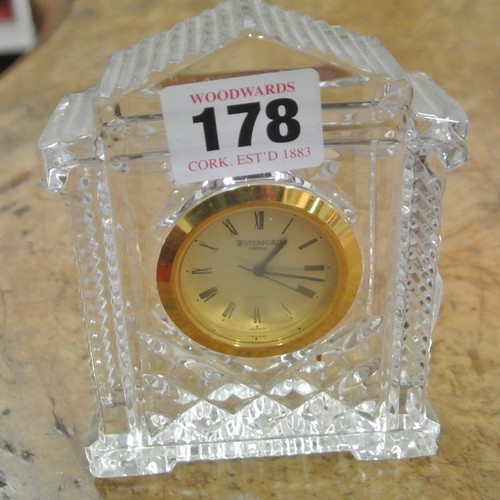 WOODWARDS
178
CORK. EST'D 1883
WATERFORD